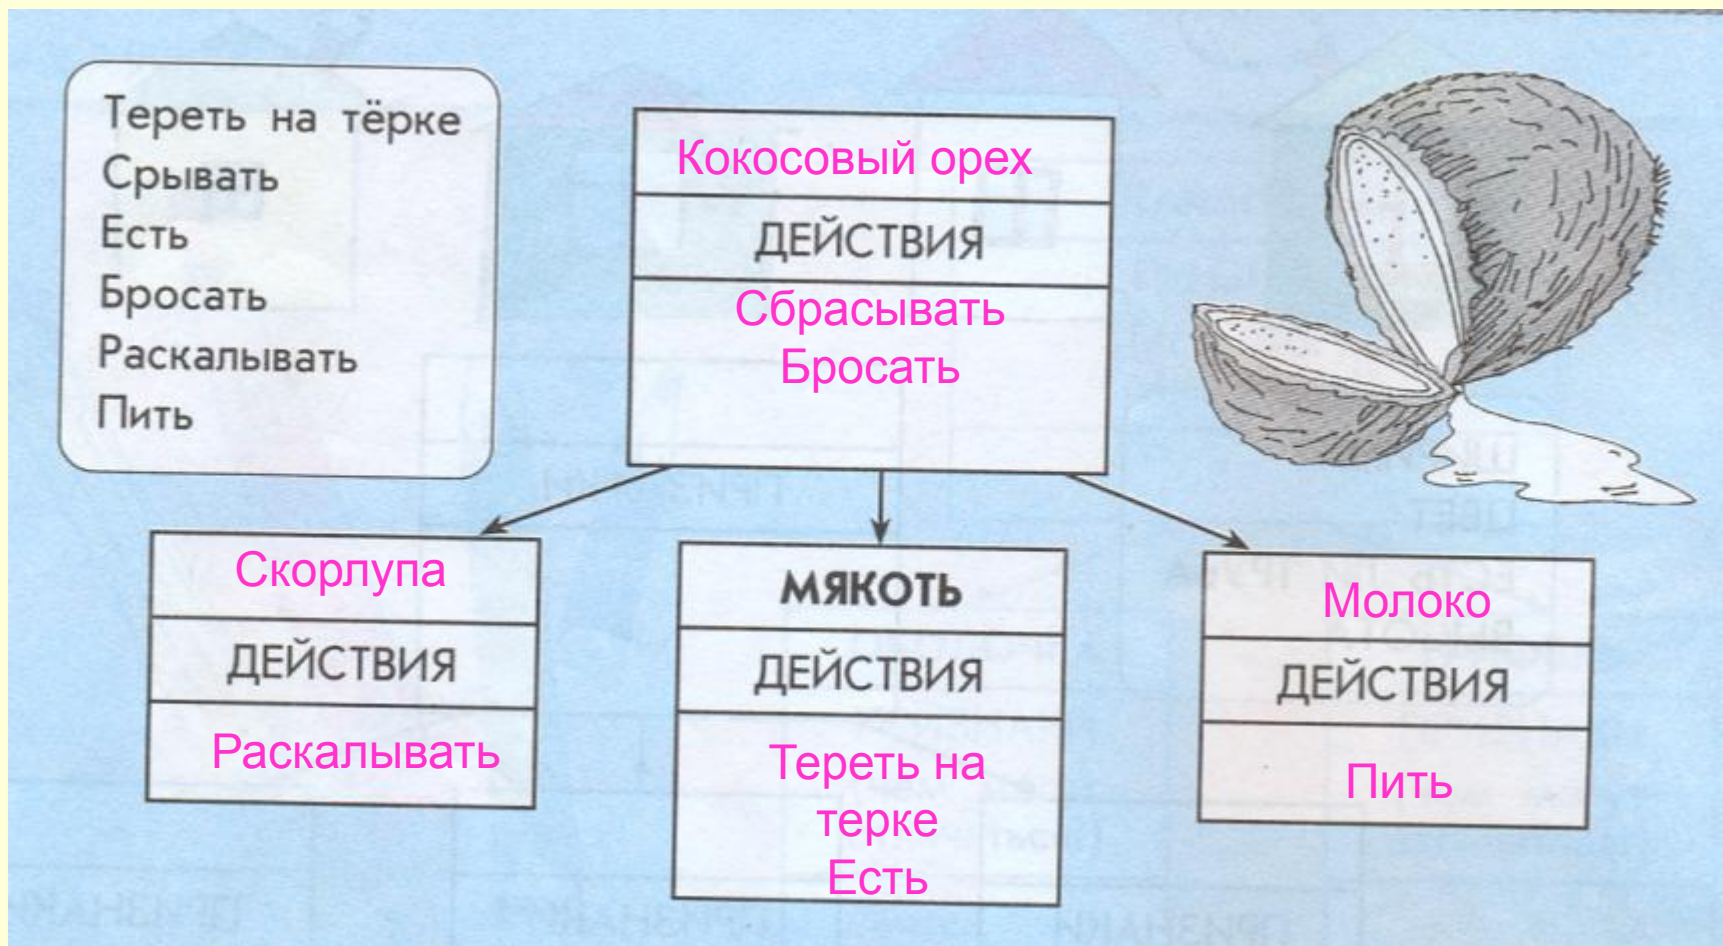 Тереть на тёрке
Срывать
Есть
Бросать
Раскалывать
Пить
Кокосовый орех
ДЕЙСТВИЯ
Сбрасывать
Бросать
Скорлупа
ДЕЙСТВИЯ
Раскалывать
МЯКОТЬ
ДЕЙСТВИЯ
Тереть на
терке
Есть
Молоко
ДЕЙСТВИЯ
Пить